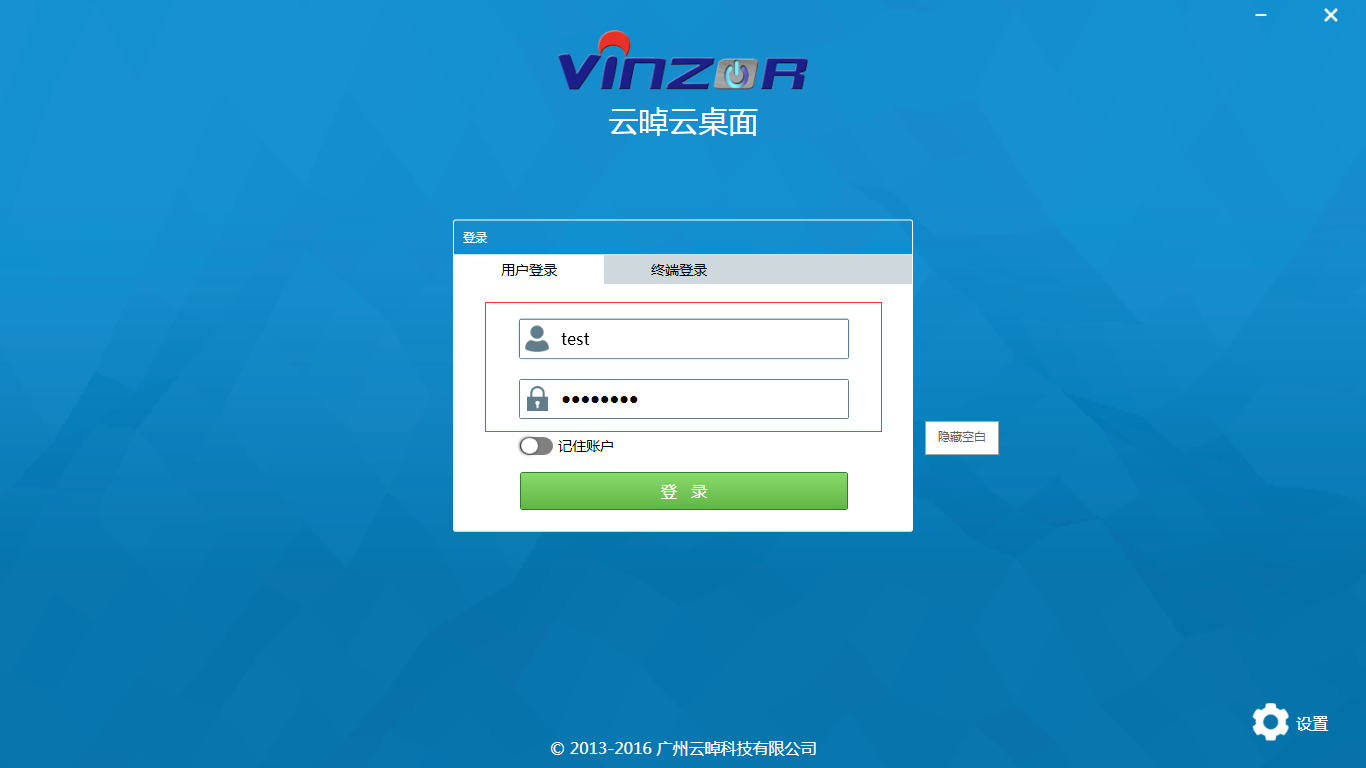 VINZOR
云晫云桌面
登录
用户登录 终端登录
test
••••••••
记住账户
隐藏空白
登 录
设置
© 2013-2016 广州云晫科技有限公司